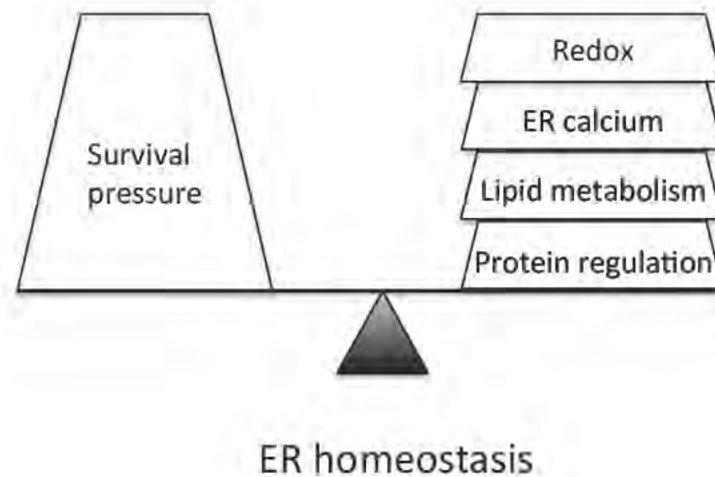 Survival
pressure
Redox
ER calcium
Lipid metabolism
Protein regulation
ER homeostasis